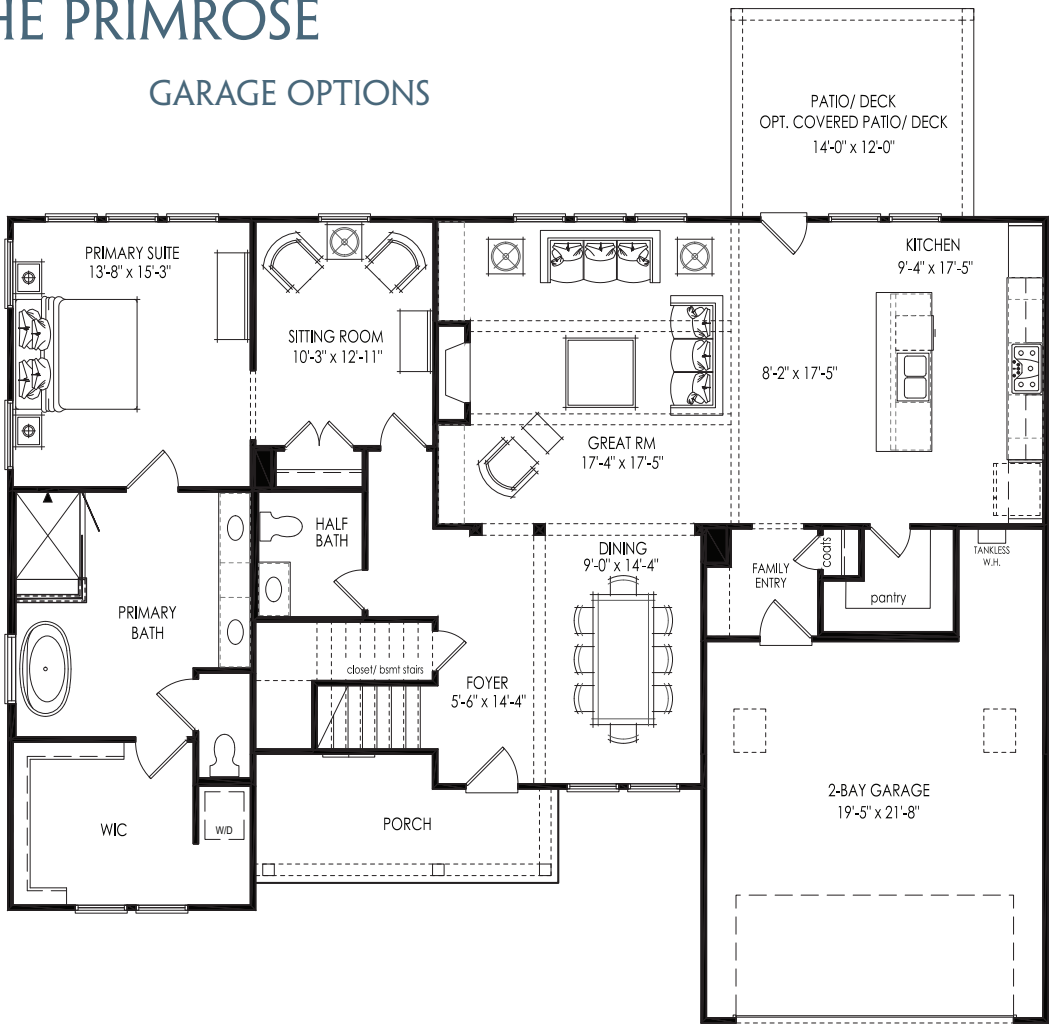 HE PRIMROSE
GARAGE OPTIONS
PATIO/ DECK
OPT. COVERED PATIO/ DECK
14'-0" x 12'-0"
PRIMARY SUITE
13'-8" x 15'-3"
SITTING ROOM
10'-3" x 12'-11"
KITCHEN
9'-4" x 17'-5"
8'-2" x 17'-5"
GREAT RM
17'-4" x 17'-5"
HALF
BATH
DINING
9'-0" x 14'-4"
FAMILY
ENTRY
coats
pantry
TANKLESS
W.H.
PRIMARY
BATH
closet/ bsmt stairs
FOYER
5'-6" x 14'-4"
WIC
W/D
PORCH
2-BAY GARAGE
19'-5" x 21'-8"